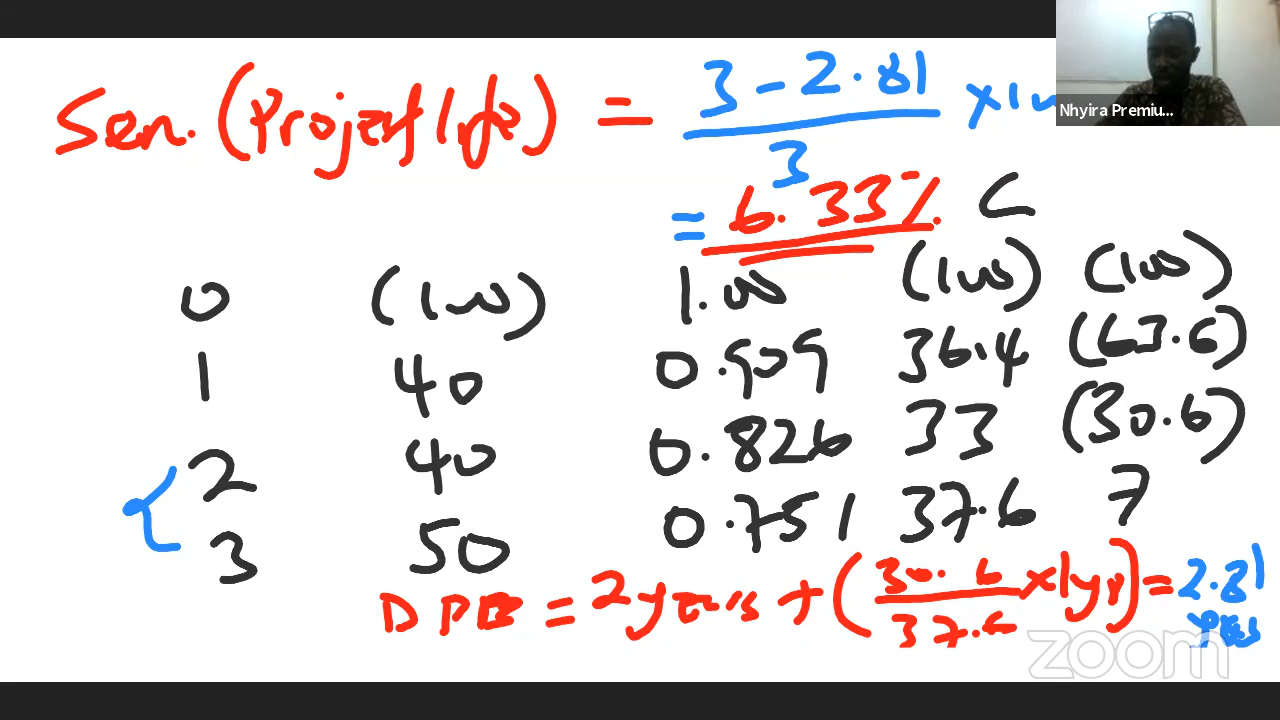 Sen. (Project life) = 3 - 2.81 / 3 x 1
= 6.33% C
0 (100) 1.00 (100) (100)
1 40 0.909 36.4 (63.6)
2 40 0.826 33 (30.6)
3 50 0.751 37.6 7
DPB = 2 years + (30.6 / 37.6 x 1 yr) = 2.81 yrs
Nhyira Premiu...
zoom